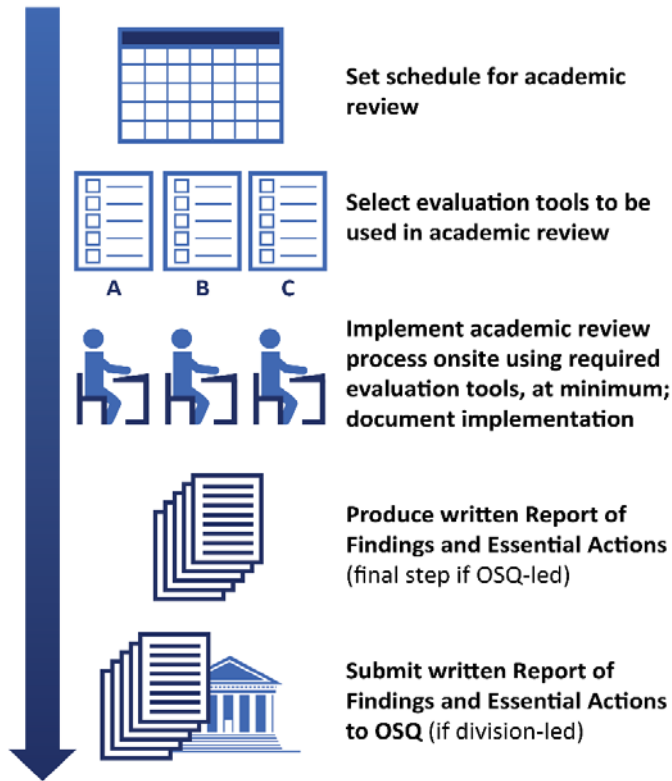 Set schedule for academic
review
Select evaluation tools to be
used in academic review
A B C
Implement academic review
process onsite using required
evaluation tools, at minimum;
document implementation
Produce written Report of
Findings and Essential Actions
(final step if OSQ-led)
Submit written Report of
Findings and Essential Actions
to OSQ (if division-led)